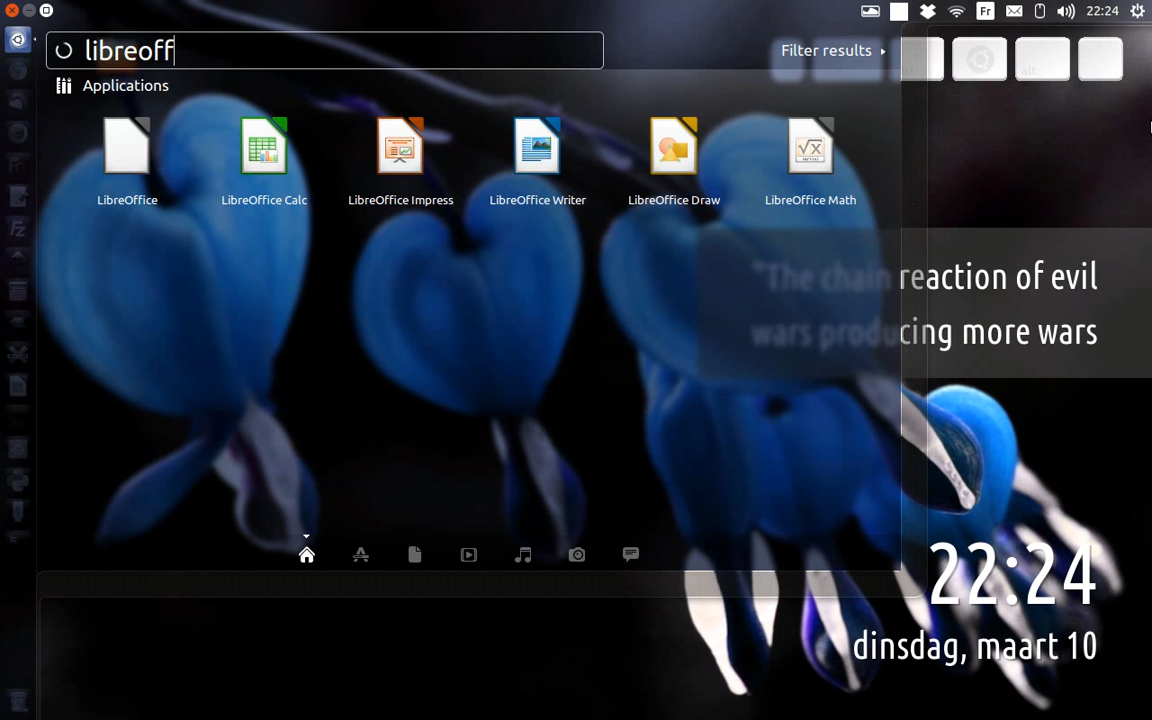 Fr
22:24
libreoff
Filter results
Applications
LibreOffice
LibreOffice Calc
LibreOffice Impress
LibreOffice Writer
LibreOffice Draw
LibreOffice Math
"The chain reaction of evil
wars producing more wars
22:24
dinsdag, maart 10